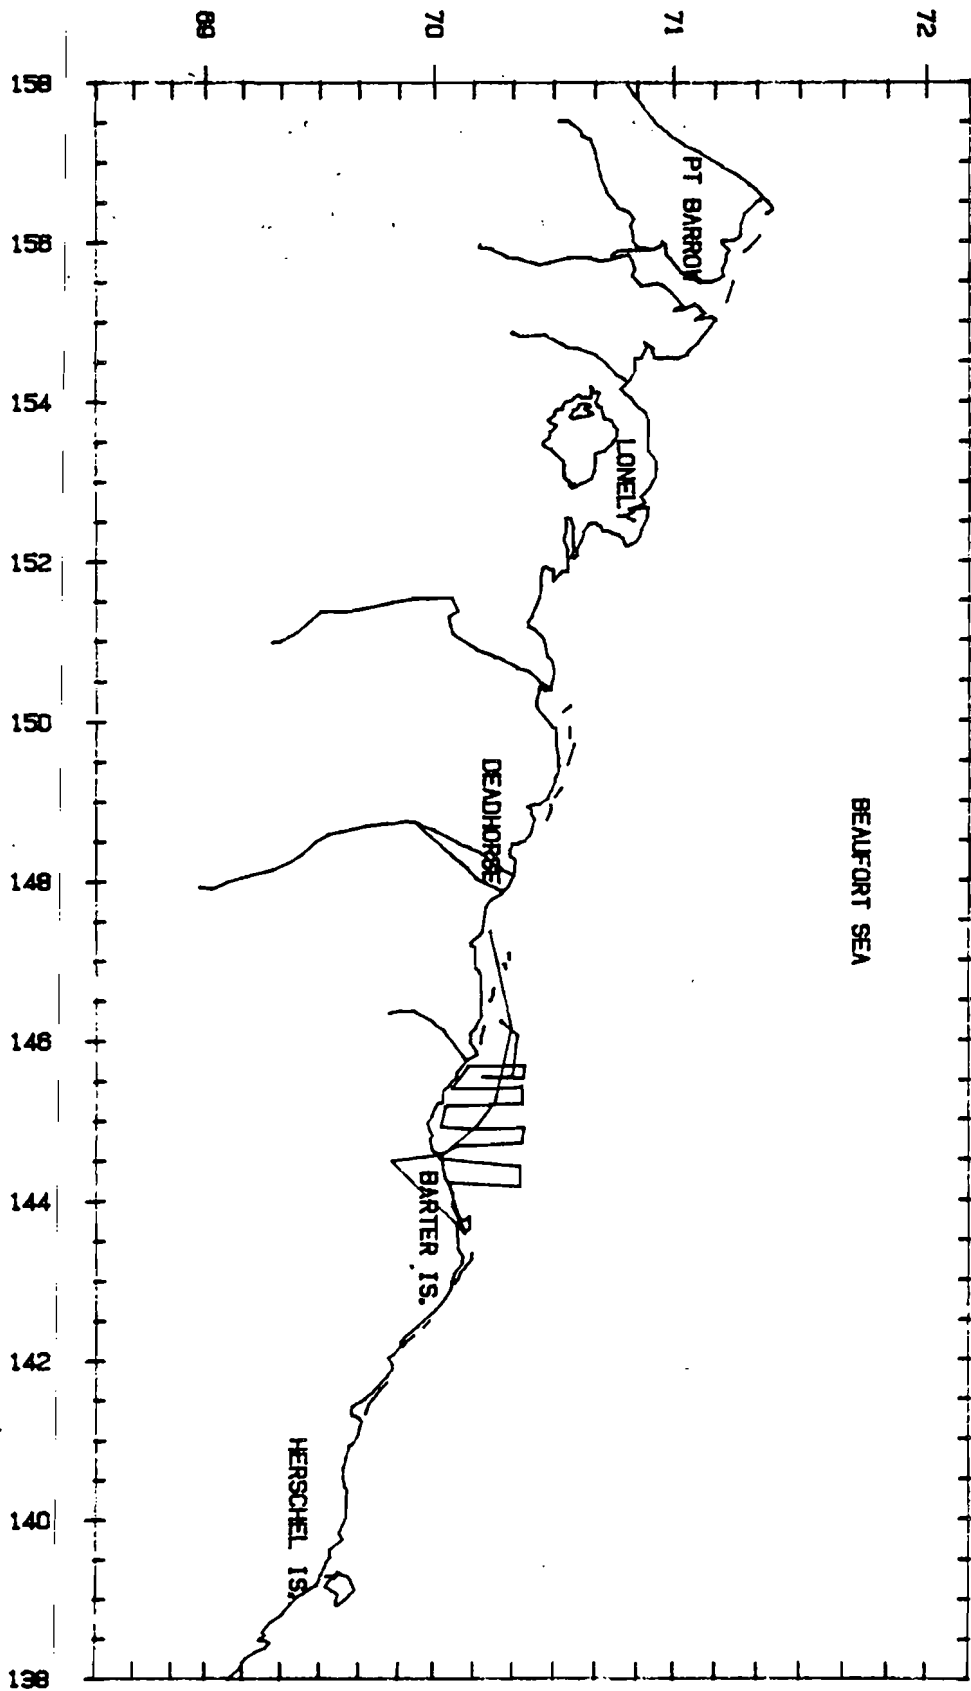 72
71
70
69
BEAUFORT SEA
PT BARROW
LONELY
DEADHORSE
BARTER IS.
HERSCHEL IS.
158
156
154
152
150
148
146
144
142
140
138